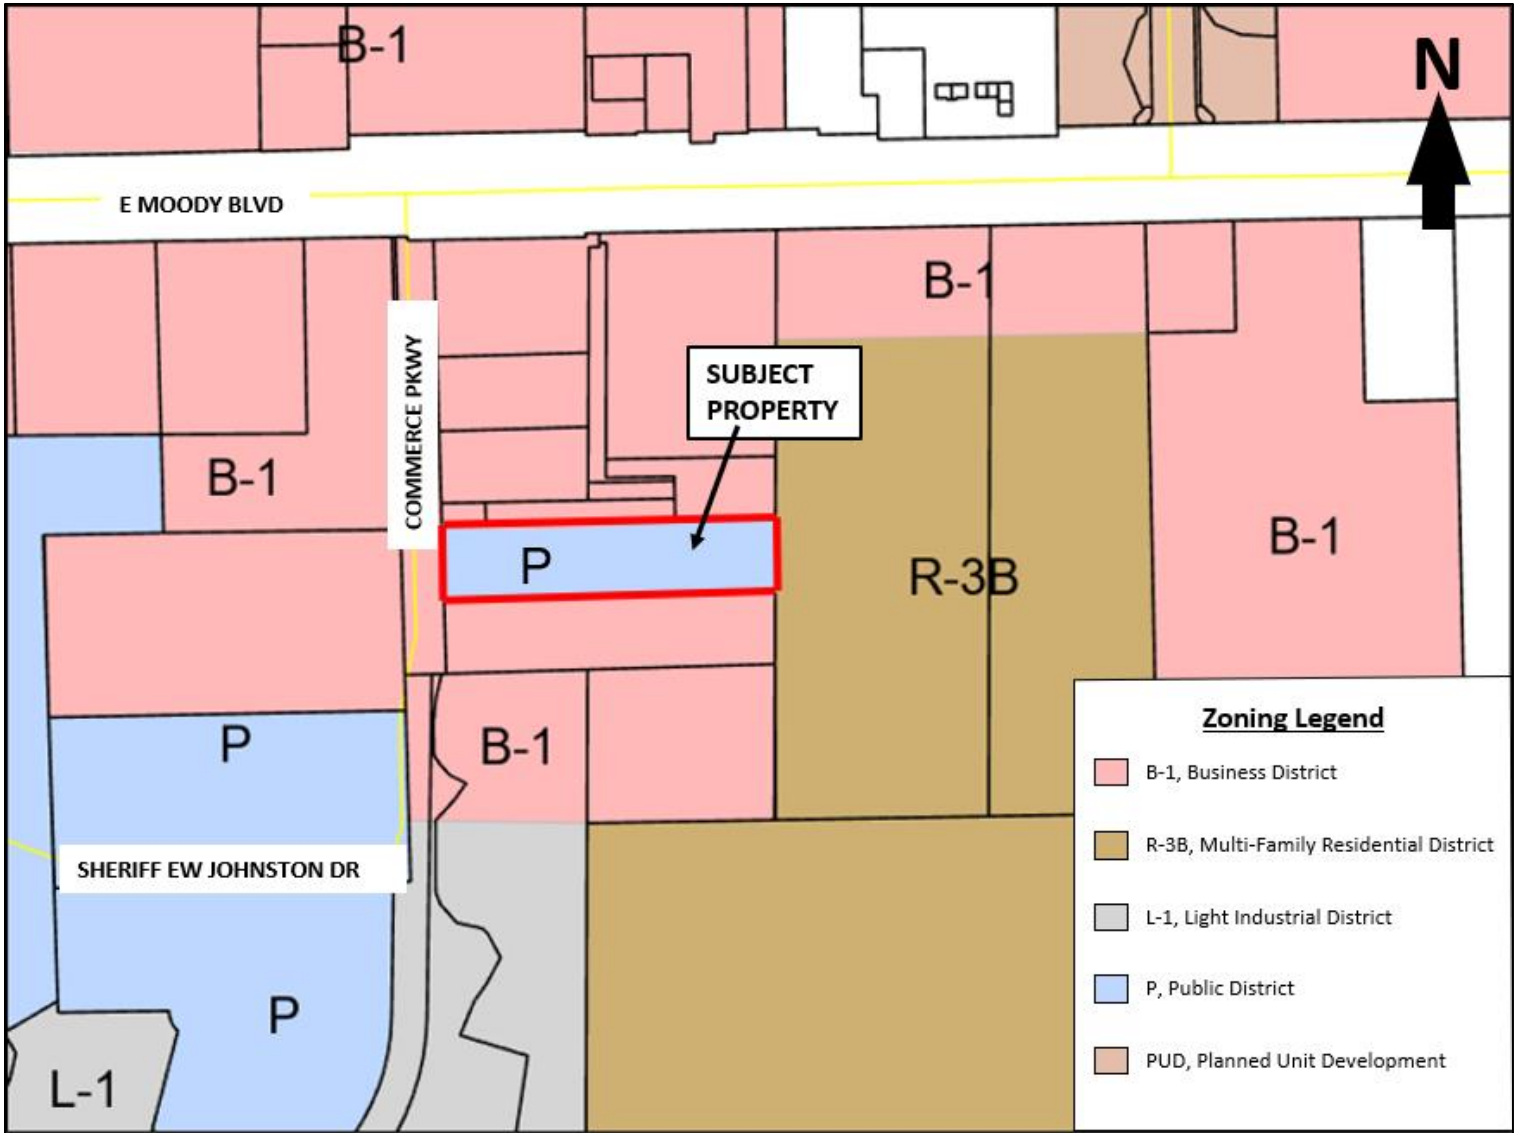 B-1
N
E MOODY BLVD
B-1
COMMERCE PKWY
SUBJECT
PROPERTY
B-1
P
R-3B
B-1
P
B-1
SHERIFF EW JOHNSTON DR
P
L-1
Zoning Legend
B-1, Business District
R-3B, Multi-Family Residential District
L-1, Light Industrial District
P, Public District
PUD, Planned Unit Development